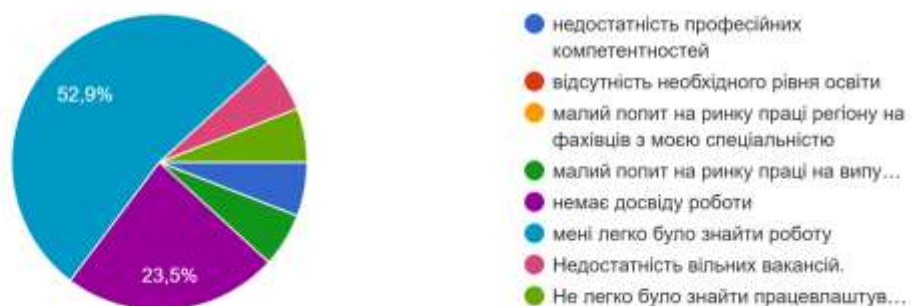 52,9%
23,5%
недостатність професійних
компетентностей
відсутність необхідного рівня освіти
малий попит на ринку праці регіону на
фахівців з моєю спеціальністю
малий попит на ринку праці на випу...
немає досвіду роботи
мені легко було знайти роботу
Недостатність вільних вакансій.
Не легко було знайти працевлаштув...